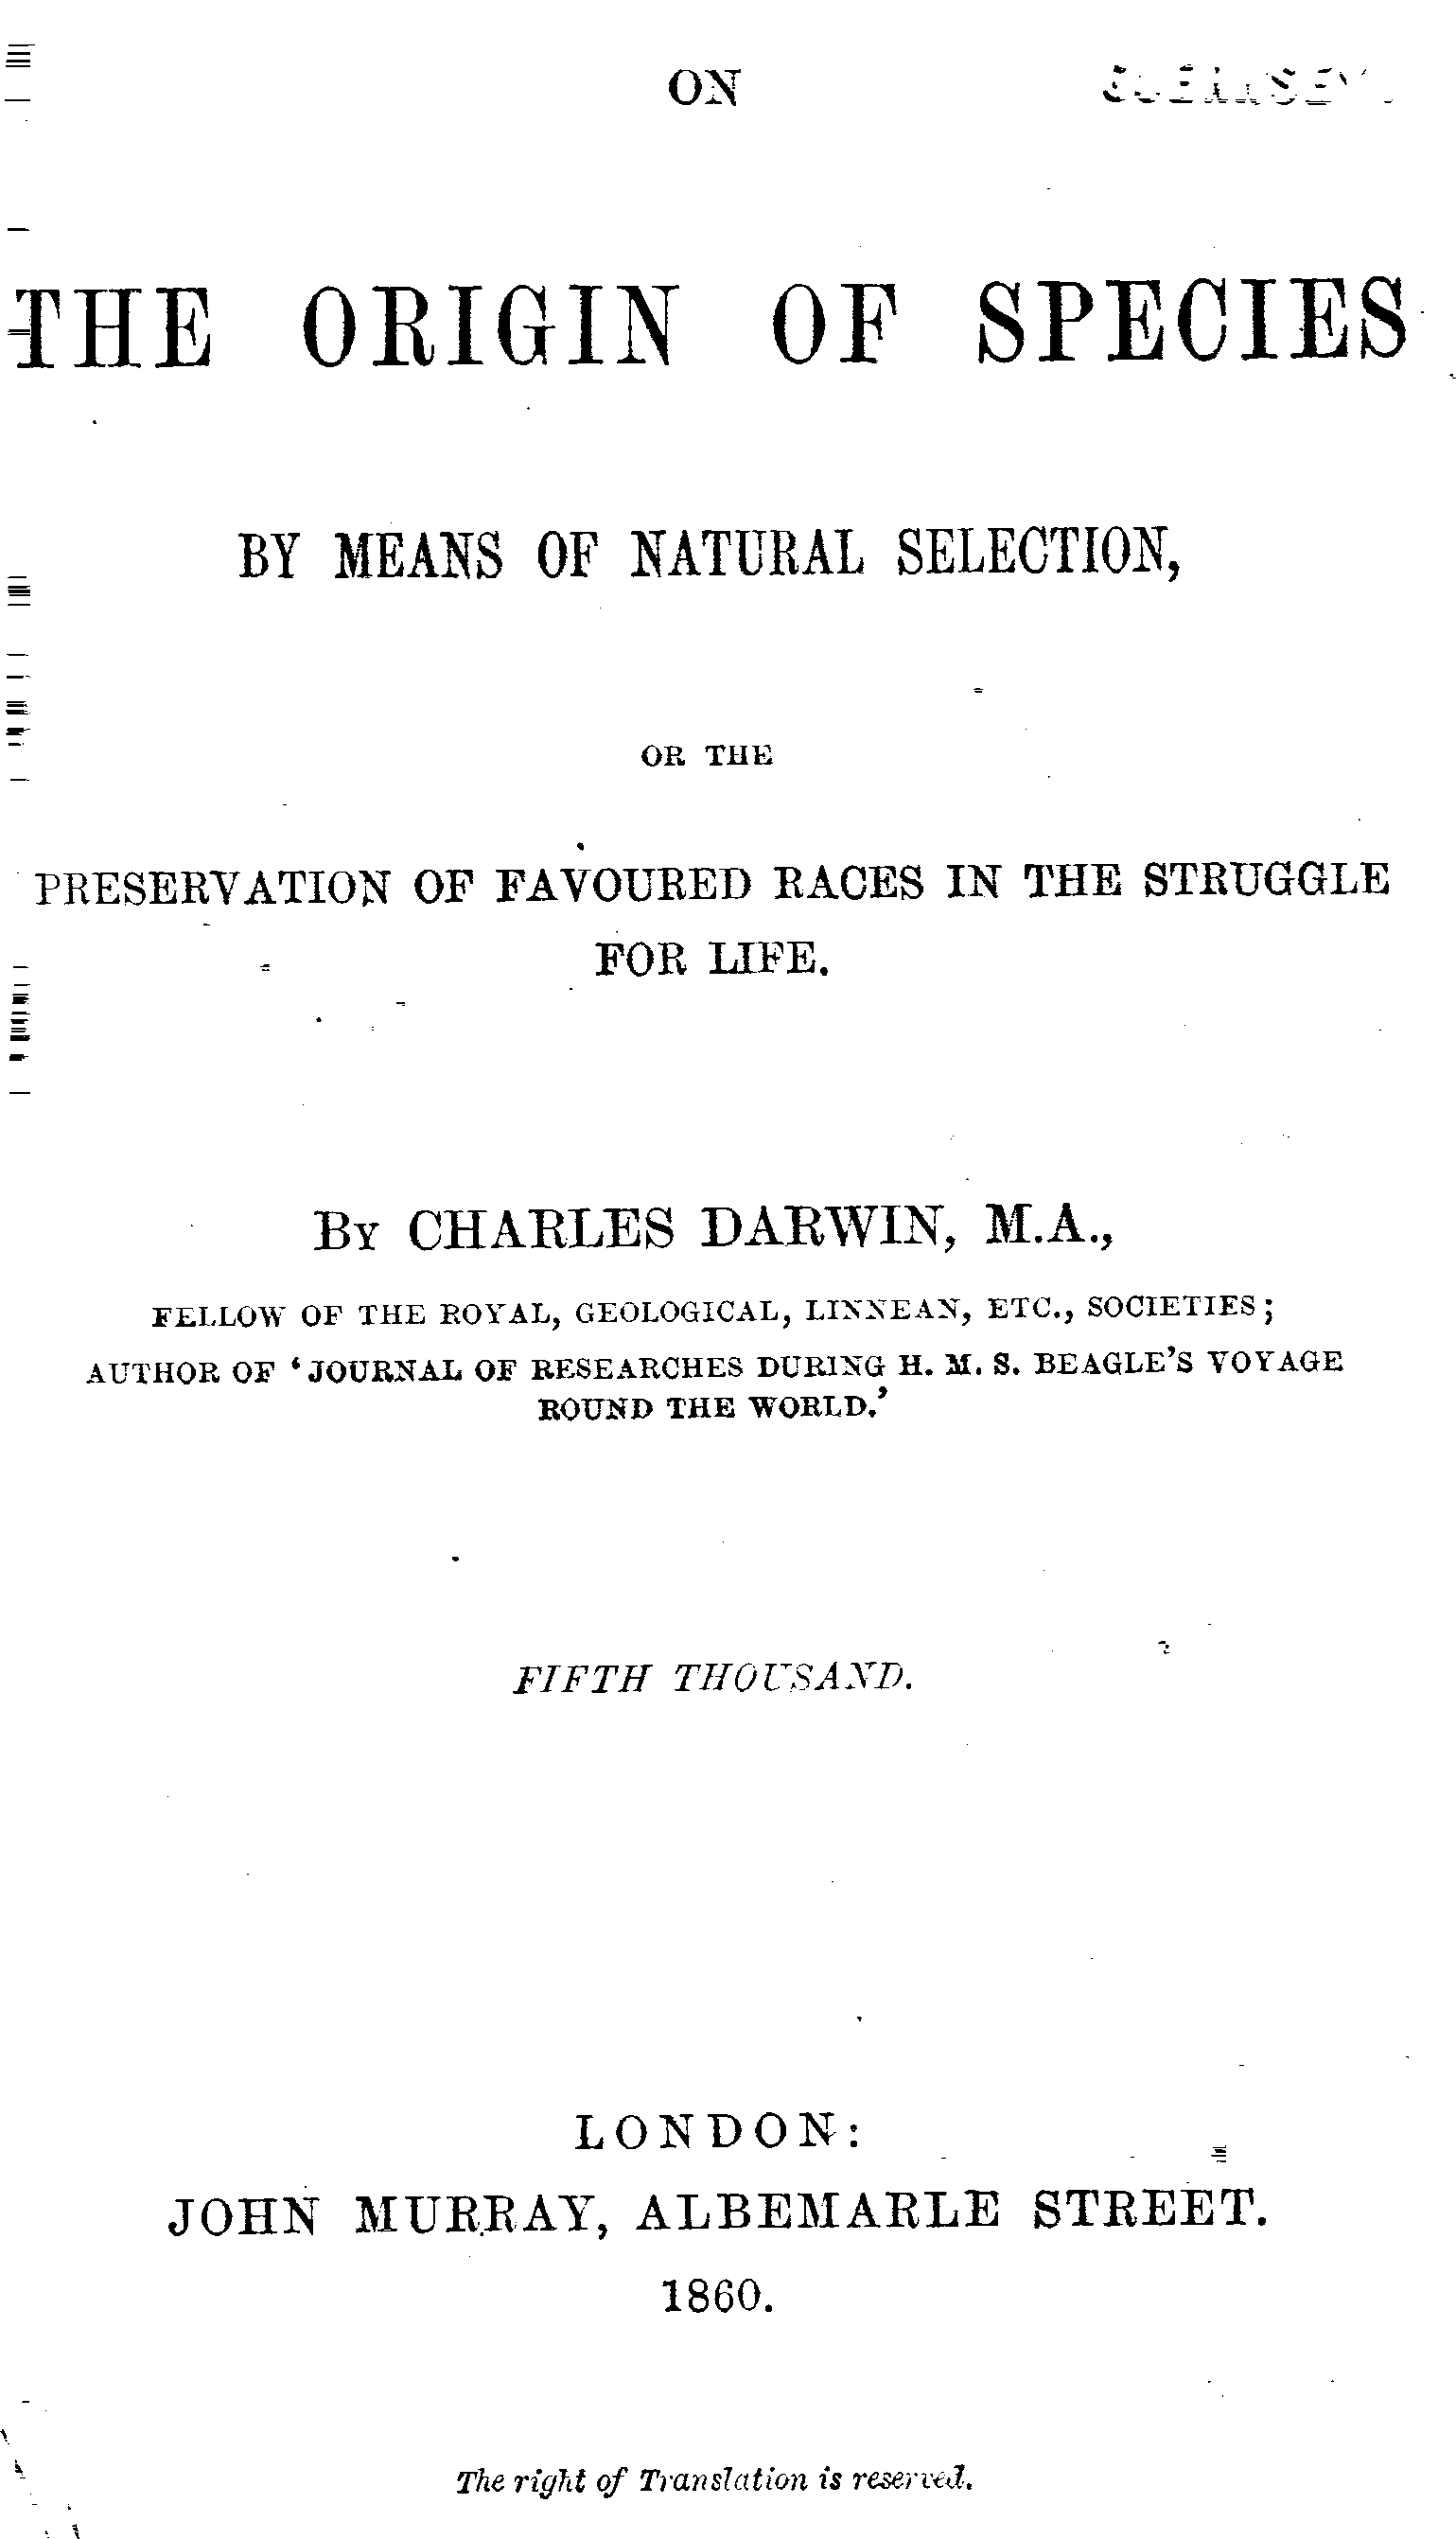 ON
THE ORIGIN OF SPECIES
BY MEANS OF NATURAL SELECTION,
OR THE
PRESERVATION OF FAVOURED RACES IN THE STRUGGLE
FOR LIFE.
BY CHARLES DARWIN, M.A.,
FELLOW OF THE ROYAL, GEOLOGICAL, LINNEAN, ETC., SOCIETIES;
AUTHOR OF ‘JOURNAL OF RESEARCHES DURING H. M. S. BEAGLE’S VOYAGE
ROUND THE WORLD.’
FIFTH THOUSAND.
LONDON:
JOHN MURRAY, ALBEMARLE STREET.
1860.
The right of Translation is reserved.